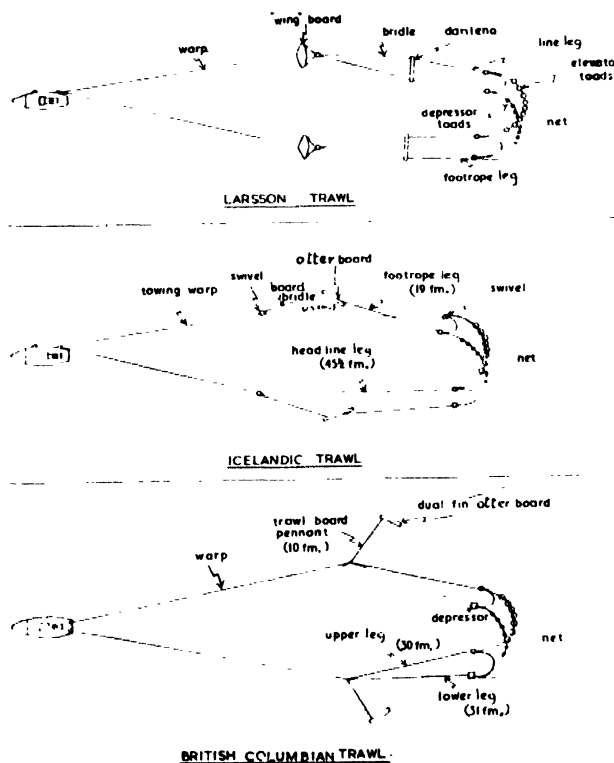 "wing" board
warp
bridle
danleno
line leg
elevator
toads
depressor
toads
net
footrope leg
LARSSON TRAWL
otter board
swivel
board
bridle
footrope leg
(19 fm.)
swivel
towing warp
head line leg
(45½ fm.)
net
ICELANDIC TRAWL
dual fin otter board
trawl board
pennant
(10 fm.)
warp
depressor
upper leg
(30 fm.)
net
lower leg
(31 fm.)
BRITISH COLUMBIAN TRAWL.